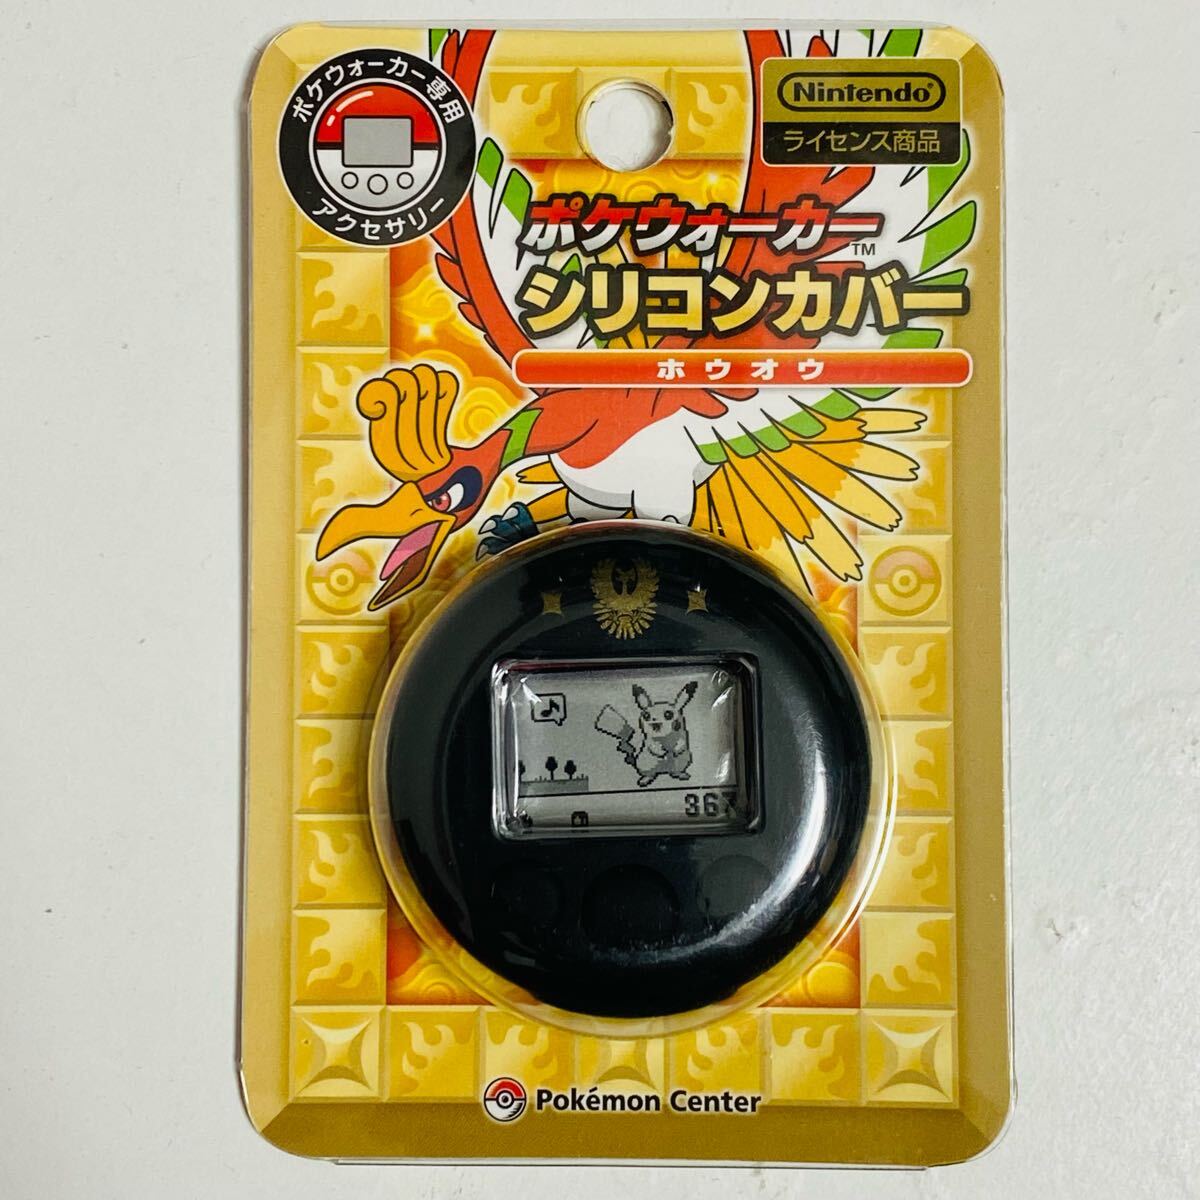 ポケウォーカー専用
アクセサリー
Nintendo
ライセンス商品
ポケウォーカー
TM
シリコンカバー
ホウオウ
Pokémon Center